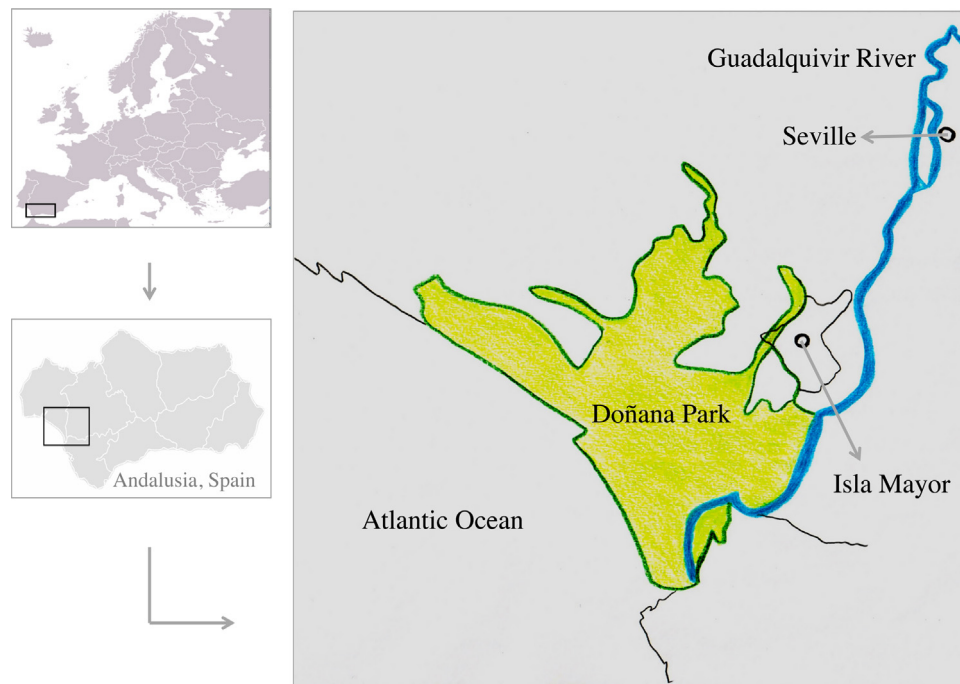 Guadalquivir River
Seville
Doñana Park
Isla Mayor
Andalusia, Spain
Atlantic Ocean